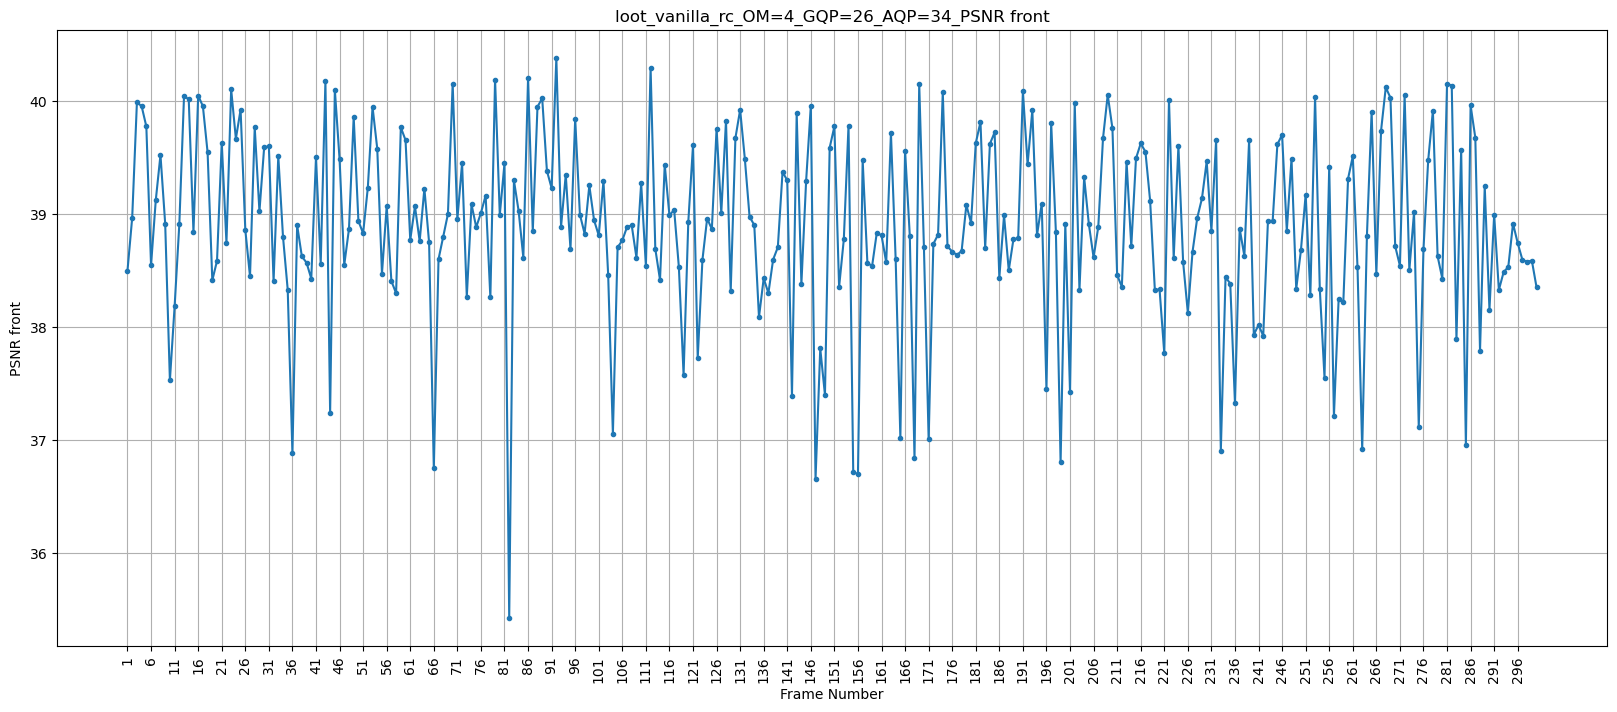 loot_vanilla_rc_OM=4_GQP=26_AQP=34_PSNR front
PSNR front
40
39
38
37
36
1 6 11 16 21 26 31 36 41 46 51 56 61 66 71 76 81 86 91 96 101 106 111 116 121 126 131 136 141 146 151 156 161 166 171 176 181 186 191 196 201 206 211 216 221 226 231 236 241 246 251 256 261 266 271 276 281 286 291 296
Frame Number